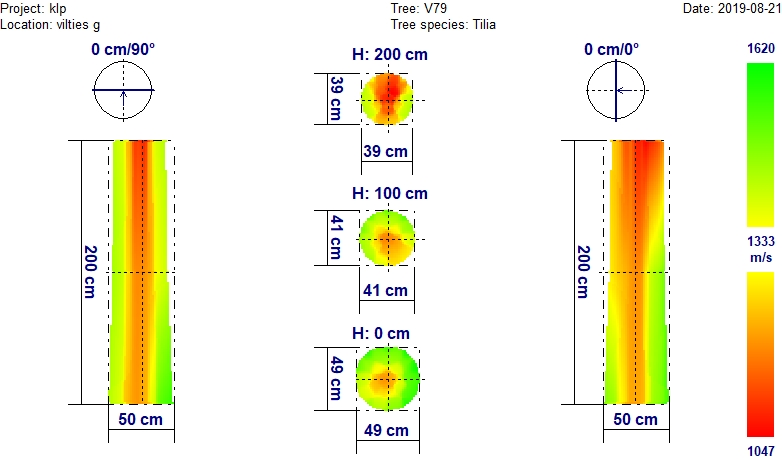 Project: klp
Tree: V79
Date: 2019-08-21
Location: vilties g
Tree species: Tilia
0 cm/90°
H: 200 cm
0 cm/0°
1620
39 cm
39 cm
H: 100 cm
41 cm
200 cm
200 cm
1333
m/s
41 cm
H: 0 cm
49 cm
50 cm
49 cm
50 cm
1047